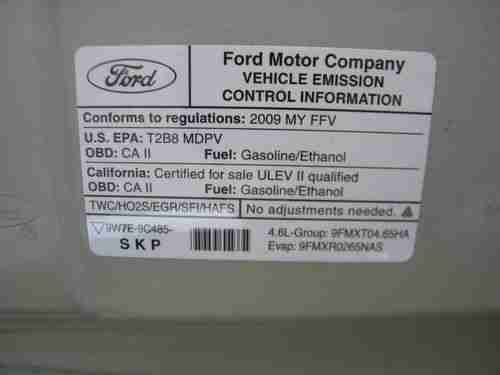 Ford
Ford Motor Company
VEHICLE EMISSION
CONTROL INFORMATION
Conforms to regulations: 2009 MY FFV
U.S. EPA: T2B8 MDPV
OBD: CA II Fuel: Gasoline/Ethanol
California: Certified for sale ULEV II qualified
OBD: CA II Fuel: Gasoline/Ethanol
TWC/HO2S/EGR/SFI/HAFS No adjustments needed.
9W7E-9C485-
SKP
4.6L-Group: 9FMXT04.65HA
Evap: 9FMXR0265NAS